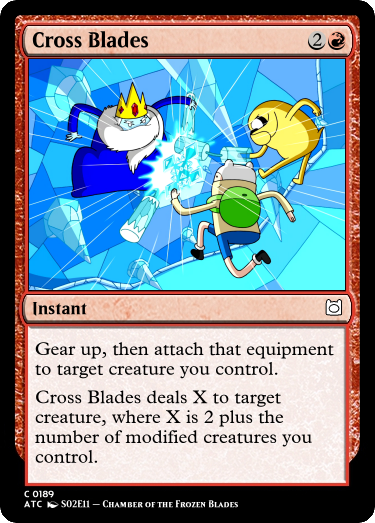 Cross Blades 2
Instant
Gear up, then attach that equipment
to target creature you control.
Cross Blades deals X to target
creature, where X is 2 plus the
number of modified creatures you
control.
C 0189
ATC S02E11 – Chamber of the Frozen Blades